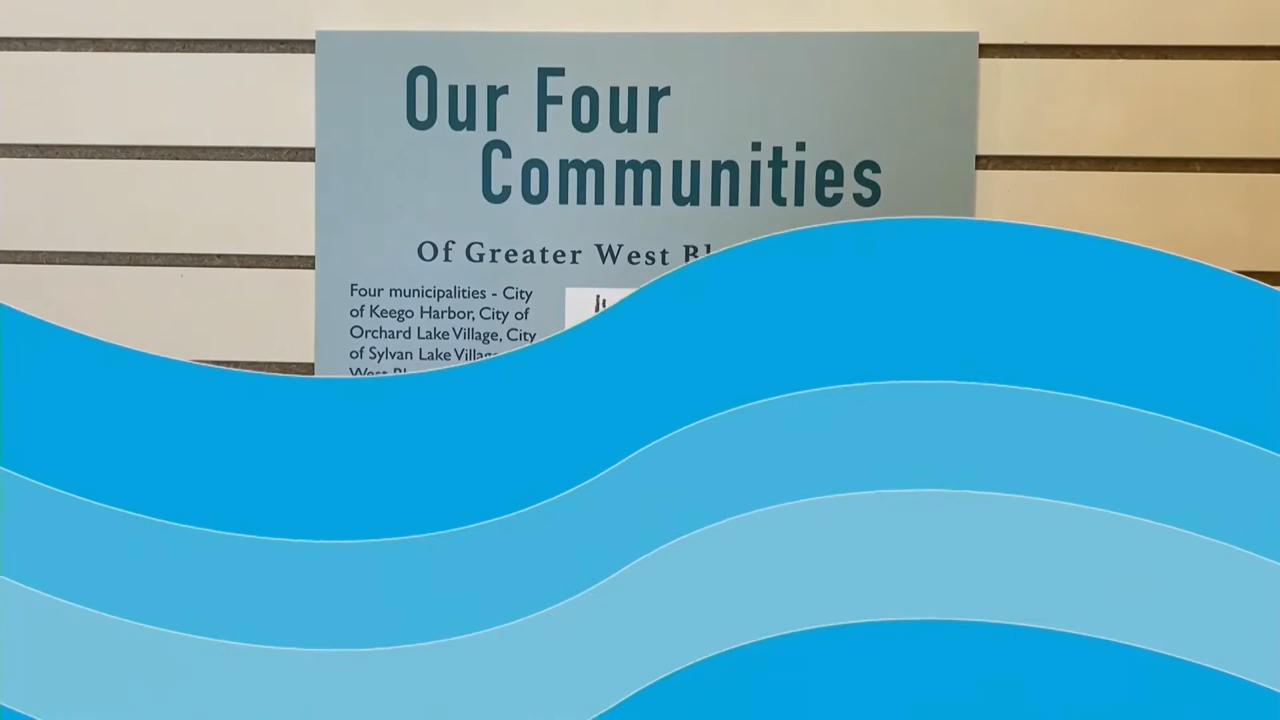 Our Four
Communities
Of Greater West
Four municipalities - City
of Keego Harbor, City of
Orchard Lake Village, City
of Sylvan Lake